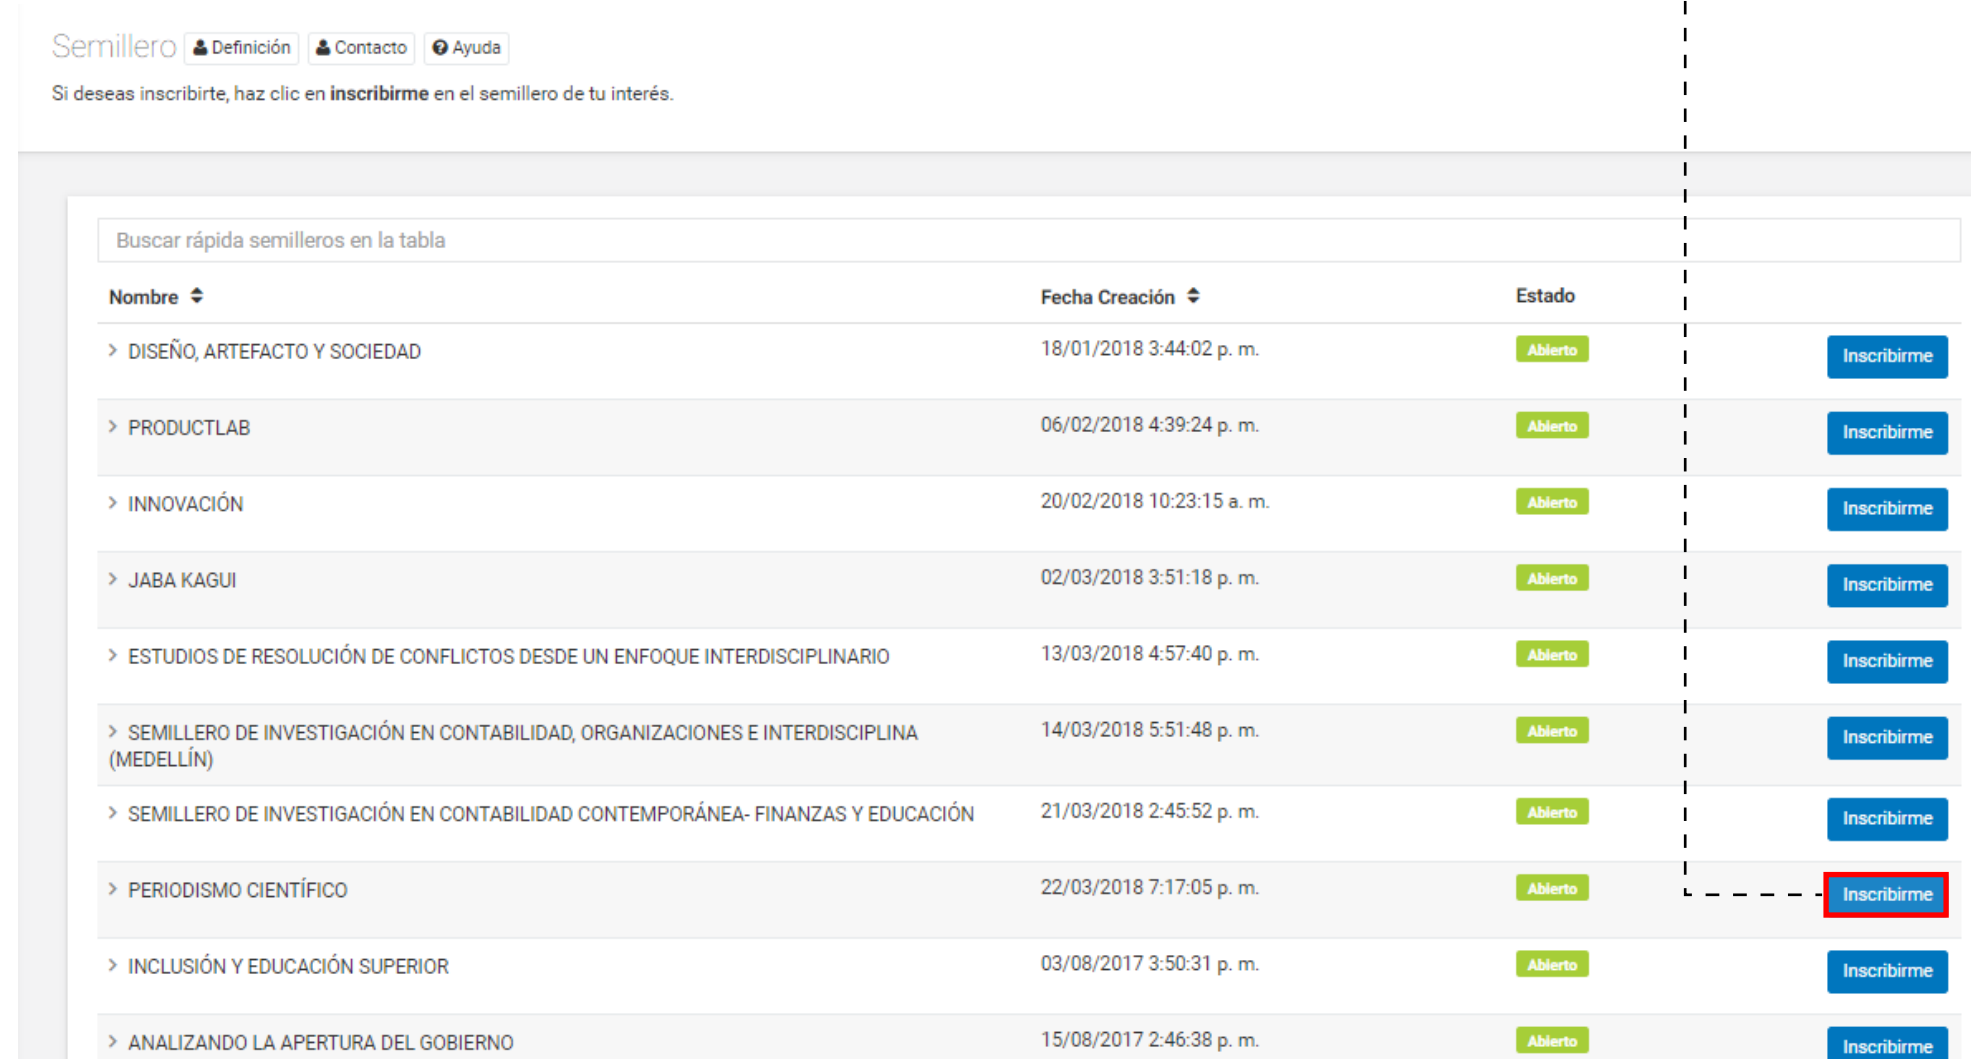 Semillero Definición Contacto Ayuda
Si deseas inscribirte, haz clic en inscribirme en el semillero de tu interés.
Buscar rápida semilleros en la tabla
Nombre Fecha Creación Estado
DISEÑO, ARTEFACTO Y SOCIEDAD 18/01/2018 3:44:02 p. m. Abierto Inscribirme
PRODUCTLAB 06/02/2018 4:39:24 p. m. Abierto Inscribirme
INNOVACIÓN 20/02/2018 10:23:15 a. m. Abierto Inscribirme
JABA KAGUI 02/03/2018 3:51:18 p. m. Abierto Inscribirme
ESTUDIOS DE RESOLUCIÓN DE CONFLICTOS DESDE UN ENFOQUE INTERDISCIPLINARIO 13/03/2018 4:57:40 p. m. Abierto Inscribirme
SEMILLERO DE INVESTIGACIÓN EN CONTABILIDAD, ORGANIZACIONES E INTERDISCIPLINA 14/03/2018 5:51:48 p. m. Abierto Inscribirme
(MEDELLÍN)
SEMILLERO DE INVESTIGACIÓN EN CONTABILIDAD CONTEMPORÁNEA- FINANZAS Y EDUCACIÓN 21/03/2018 2:45:52 p. m. Abierto Inscribirme
PERIODISMO CIENTÍFICO 22/03/2018 7:17:05 p. m. Abierto Inscribirme
INCLUSIÓN Y EDUCACIÓN SUPERIOR 03/08/2017 3:50:31 p. m. Abierto Inscribirme
ANALIZANDO LA APERTURA DEL GOBIERNO 15/08/2017 2:46:38 p. m. Abierto Inscribirme